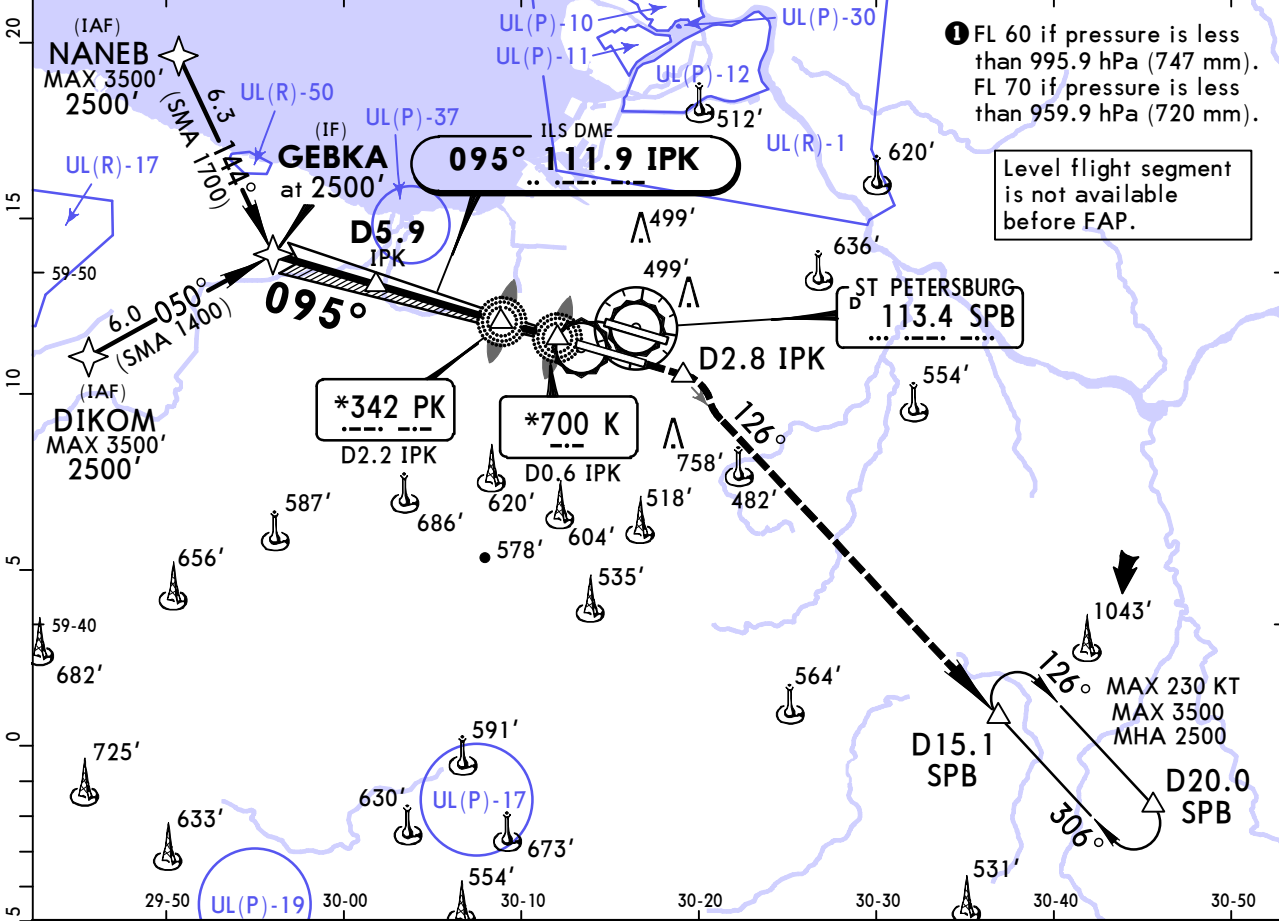 20
(IAF)
NANEB
MAX 3500′
2500′
6.3
144°
(SMA 1700)
UL(P)-10
UL(P)-11
UL(P)-30
UL(P)-12
512′
❶ FL 60 if pressure is less
than 995.9 hPa (747 mm).
FL 70 if pressure is less
than 959.9 hPa (720 mm).
UL(R)-50
UL(P)-37
(IF)
GEBKA
at 2500′
ILS DME
095° 111.9 IPK
UL(R)-1
620′
Level flight segment
is not available
before FAP.
UL(R)-17
15
59-50
D5.9
IPK
095°
499′
499′
636′
ST PETERSBURG
D 113.4 SPB
6.0 050°
(SMA 1400)
(IAF)
DIKOM
MAX 3500′
2500′
10
*342 PK
D2.2 IPK
*700 K
D0.6 IPK
D2.8 IPK
126°
554′
758′
482′
587′
686′
620′
604′
518′
578′
535′
656′
5
59-40
682′
1043′
564′
126°
MAX 230 KT
MAX 3500
MHA 2500
D15.1
SPB
D20.0
SPB
306°
0
725′
591′
UL(P)-17
630′
673′
633′
554′
531′
UL(P)-19
5
29-50
30-00
30-10
30-20
30-30
30-40
30-50